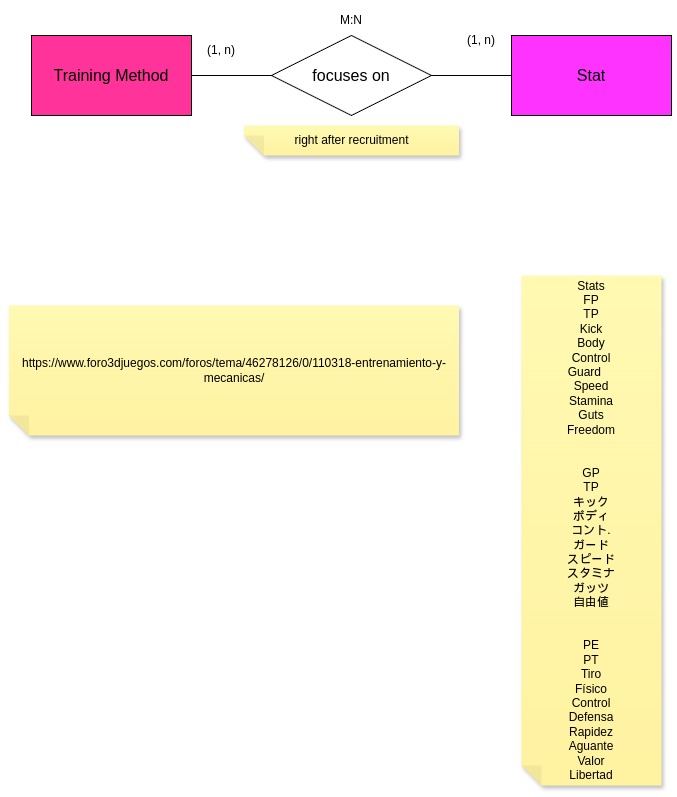 M:N
(1, n)
(1, n)
Training Method
focuses on
Stat
right after recruitment
https://www.foro3djuegos.com/foros/tema/46278126/0/110318-entrenamiento-y-
mecanicas/
Stats
FP
TP
Kick
Body
Control
Guard
Speed
Stamina
Guts
Freedom
GP
TP
キック
ボディ
コント.
ガード
スピード
スタミナ
ガッツ
自由値
PE
PT
Tiro
Físico
Control
Defensa
Rapidez
Aguante
Valor
Libertad